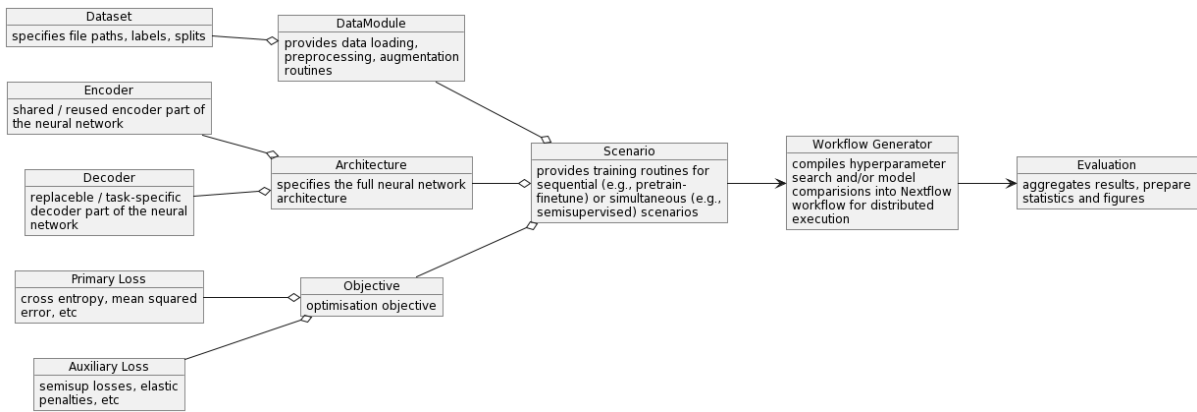 Dataset
specifies file paths, labels, splits
DataModule
provides data loading,
preprocessing, augmentation
routines
Encoder
shared / reused encoder part of
the neural network
Decoder
replaceble / task-specific
decoder part of the neural
network
Architecture
specifies the full neural network
architecture
Primary Loss
cross entropy, mean squared
error, etc
Auxiliary Loss
semisup losses, elastic
penalties, etc
Objective
optimisation objective
Scenario
provides training routines for
sequential (e.g., pretrain-
finetune) or simultaneous (e.g.,
semisupervised) scenarios
Workflow Generator
compiles hyperparameter
search and/or model
comparisions into Nextflow
workflow for distributed
execution
Evaluation
aggregates results, prepare
statistics and figures